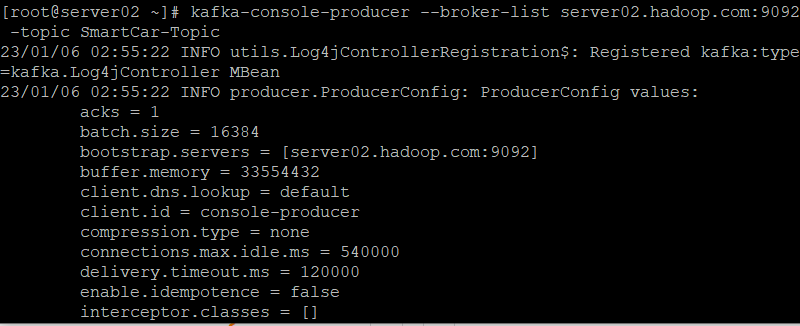 [root@server02 ~]# kafka-console-producer --broker-list server02.hadoop.com:9092
-topic SmartCar-Topic
23/01/06 02:55:22 INFO utils.Log4jControllerRegistration$: Registered kafka:type
=kafka.Log4jController MBean
23/01/06 02:55:22 INFO producer.ProducerConfig: ProducerConfig values:
acks = 1
batch.size = 16384
bootstrap.servers = [server02.hadoop.com:9092]
buffer.memory = 33554432
client.dns.lookup = default
client.id = console-producer
compression.type = none
connections.max.idle.ms = 540000
delivery.timeout.ms = 120000
enable.idempotence = false
interceptor.classes = []